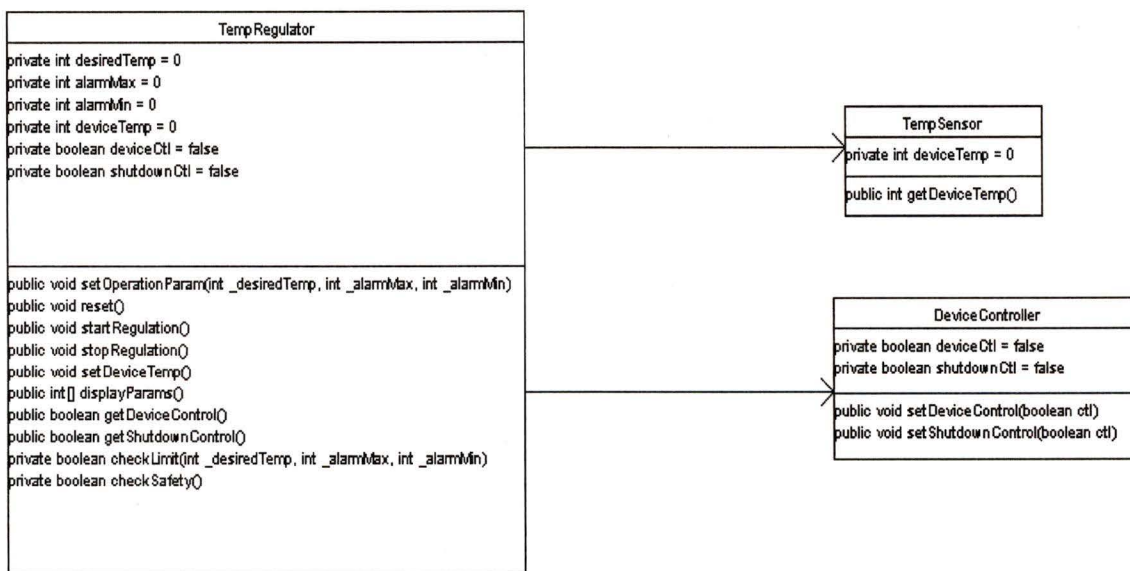 TempRegulator
private int desiredTemp = 0
private int alarmMax = 0
private int alarmMin = 0
private int deviceTemp = 0
private boolean deviceCtl = false
private boolean shutdownCtl = false
public void setOperationParam(int _desiredTemp, int _alarmMax, int _alarmMin)
public void reset()
public void startRegulation()
public void stopRegulation()
public void setDeviceTemp()
public int[] displayParams()
public boolean getDeviceControl()
public boolean getShutdownControl()
private boolean checkLimit(int _desiredTemp, int _alarmMax, int _alarmMin)
private boolean checkSafety()
TempSensor
private int deviceTemp = 0
public int getDeviceTemp()
DeviceController
private boolean deviceCtl = false
private boolean shutdownCtl = false
public void setDeviceControl(boolean ctl)
public void setShutdownControl(boolean ctl)